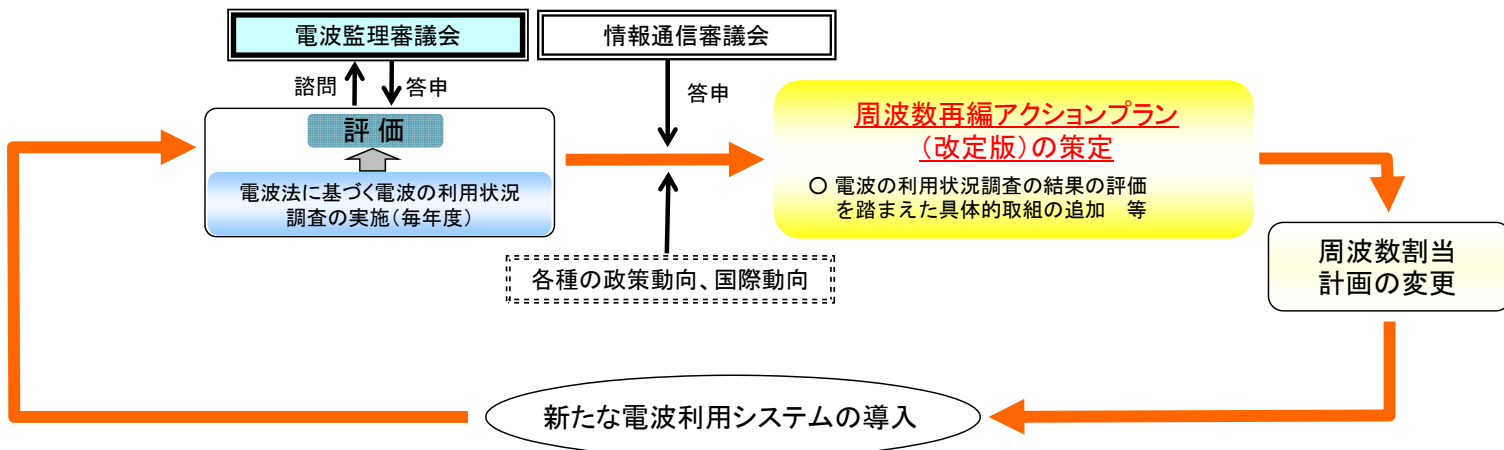 電波監理審議会
情報通信審議会
諮問
答申
答申
評価
電波法に基づく電波の利用状況
調査の実施(毎年度)
周波数再編アクションプラン
(改定版)の策定
○ 電波の利用状況調査の結果の評価
を踏まえた具体的取組の追加　等
各種の政策動向、国際動向
周波数割当
計画の変更
新たな電波利用システムの導入